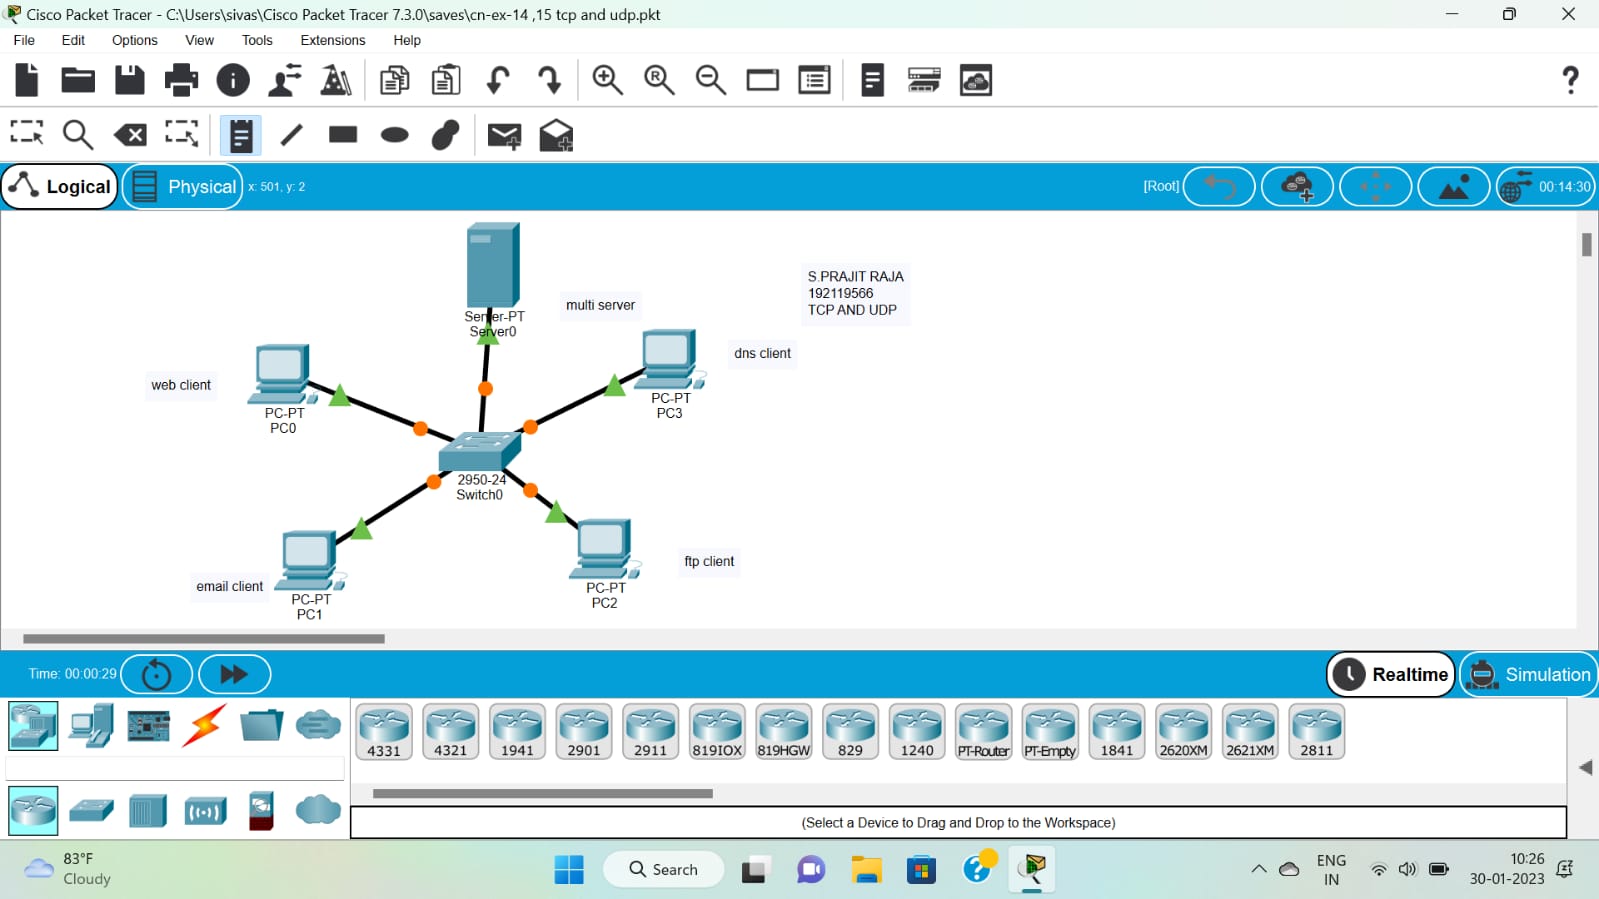 Cisco Packet Tracer - C:\Users\sivas\Cisco Packet Tracer 7.3.0\saves\cn-ex-14 ,15 tcp and udp.pkt
File Edit Options View Tools Extensions Help
R
?
Logical Physical x: 501, y: 2 [Root] 00:14:30
Server-PT
Server0
multi server
S.PRAJIT RAJA
192119566
TCP AND UDP
dns client
web client
PC-PT
PC0
PC-PT
PC3
2950-24
Switch0
ftp client
email client
PC-PT
PC1
PC-PT
PC2
Time: 00:00:29 Realtime Simulation
4331 4321 1941 2901 2911 819IOX 819HGW 829 1240 PT-Router PT-Empty 1841 2620XM 2621XM 2811
(Select a Device to Drag and Drop to the Workspace)
83°F
Cloudy
Search
ENG
IN
10:26
30-01-2023